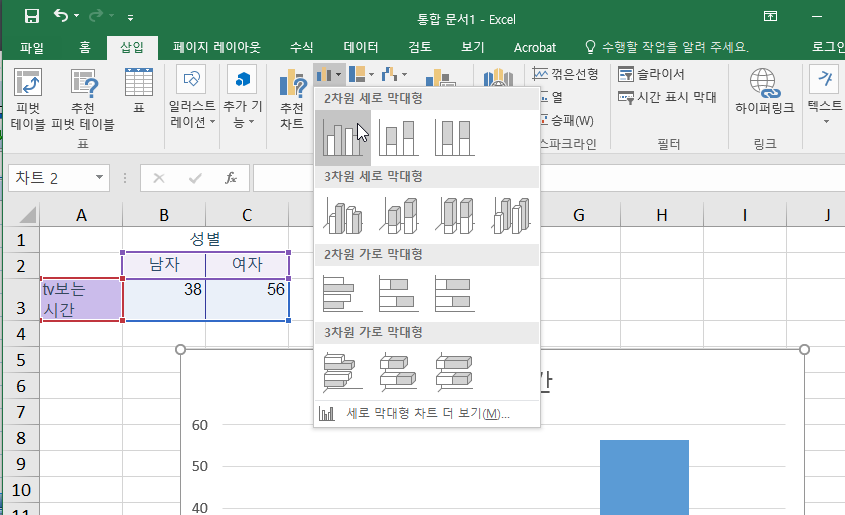 통합 문서1 - Excel
파일 홈 삽입 페이지 레이아웃 수식 데이터 검토 보기 Acrobat 수행할 작업을 알려 주세요. 로그인
피벗 테이블
추천 피벗 테이블
표
표
일러스트레이션
추가 기능
추천 차트
꺾은선형
열
승패(W)
스파크라인
슬라이서
시간 표시 막대
필터
하이퍼링크
링크
텍스트
2차원 세로 막대형
3차원 세로 막대형
2차원 가로 막대형
3차원 가로 막대형
세로 막대형 차트 더 보기(M)...
차트 2
fx
A B C G H I J
1 성별
2 남자 여자
tv보는
3 시간 38 56
4
5
6
7
8
9
10
11
간
60
50
40